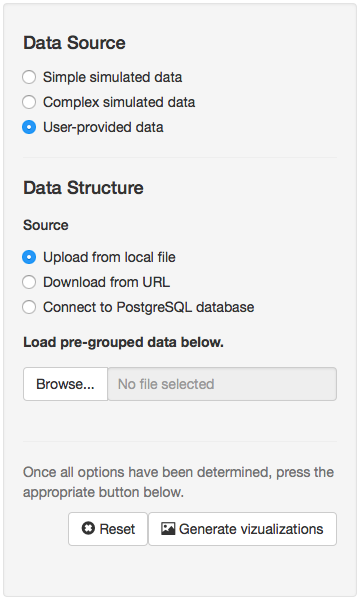 Data Source
Simple simulated data
Complex simulated data
User-provided data
Data Structure
Source
Upload from local file
Download from URL
Connect to PostgreSQL database
Load pre-grouped data below.
Browse... No file selected
Once all options have been determined, press the
appropriate button below.
Reset Generate vizualizations